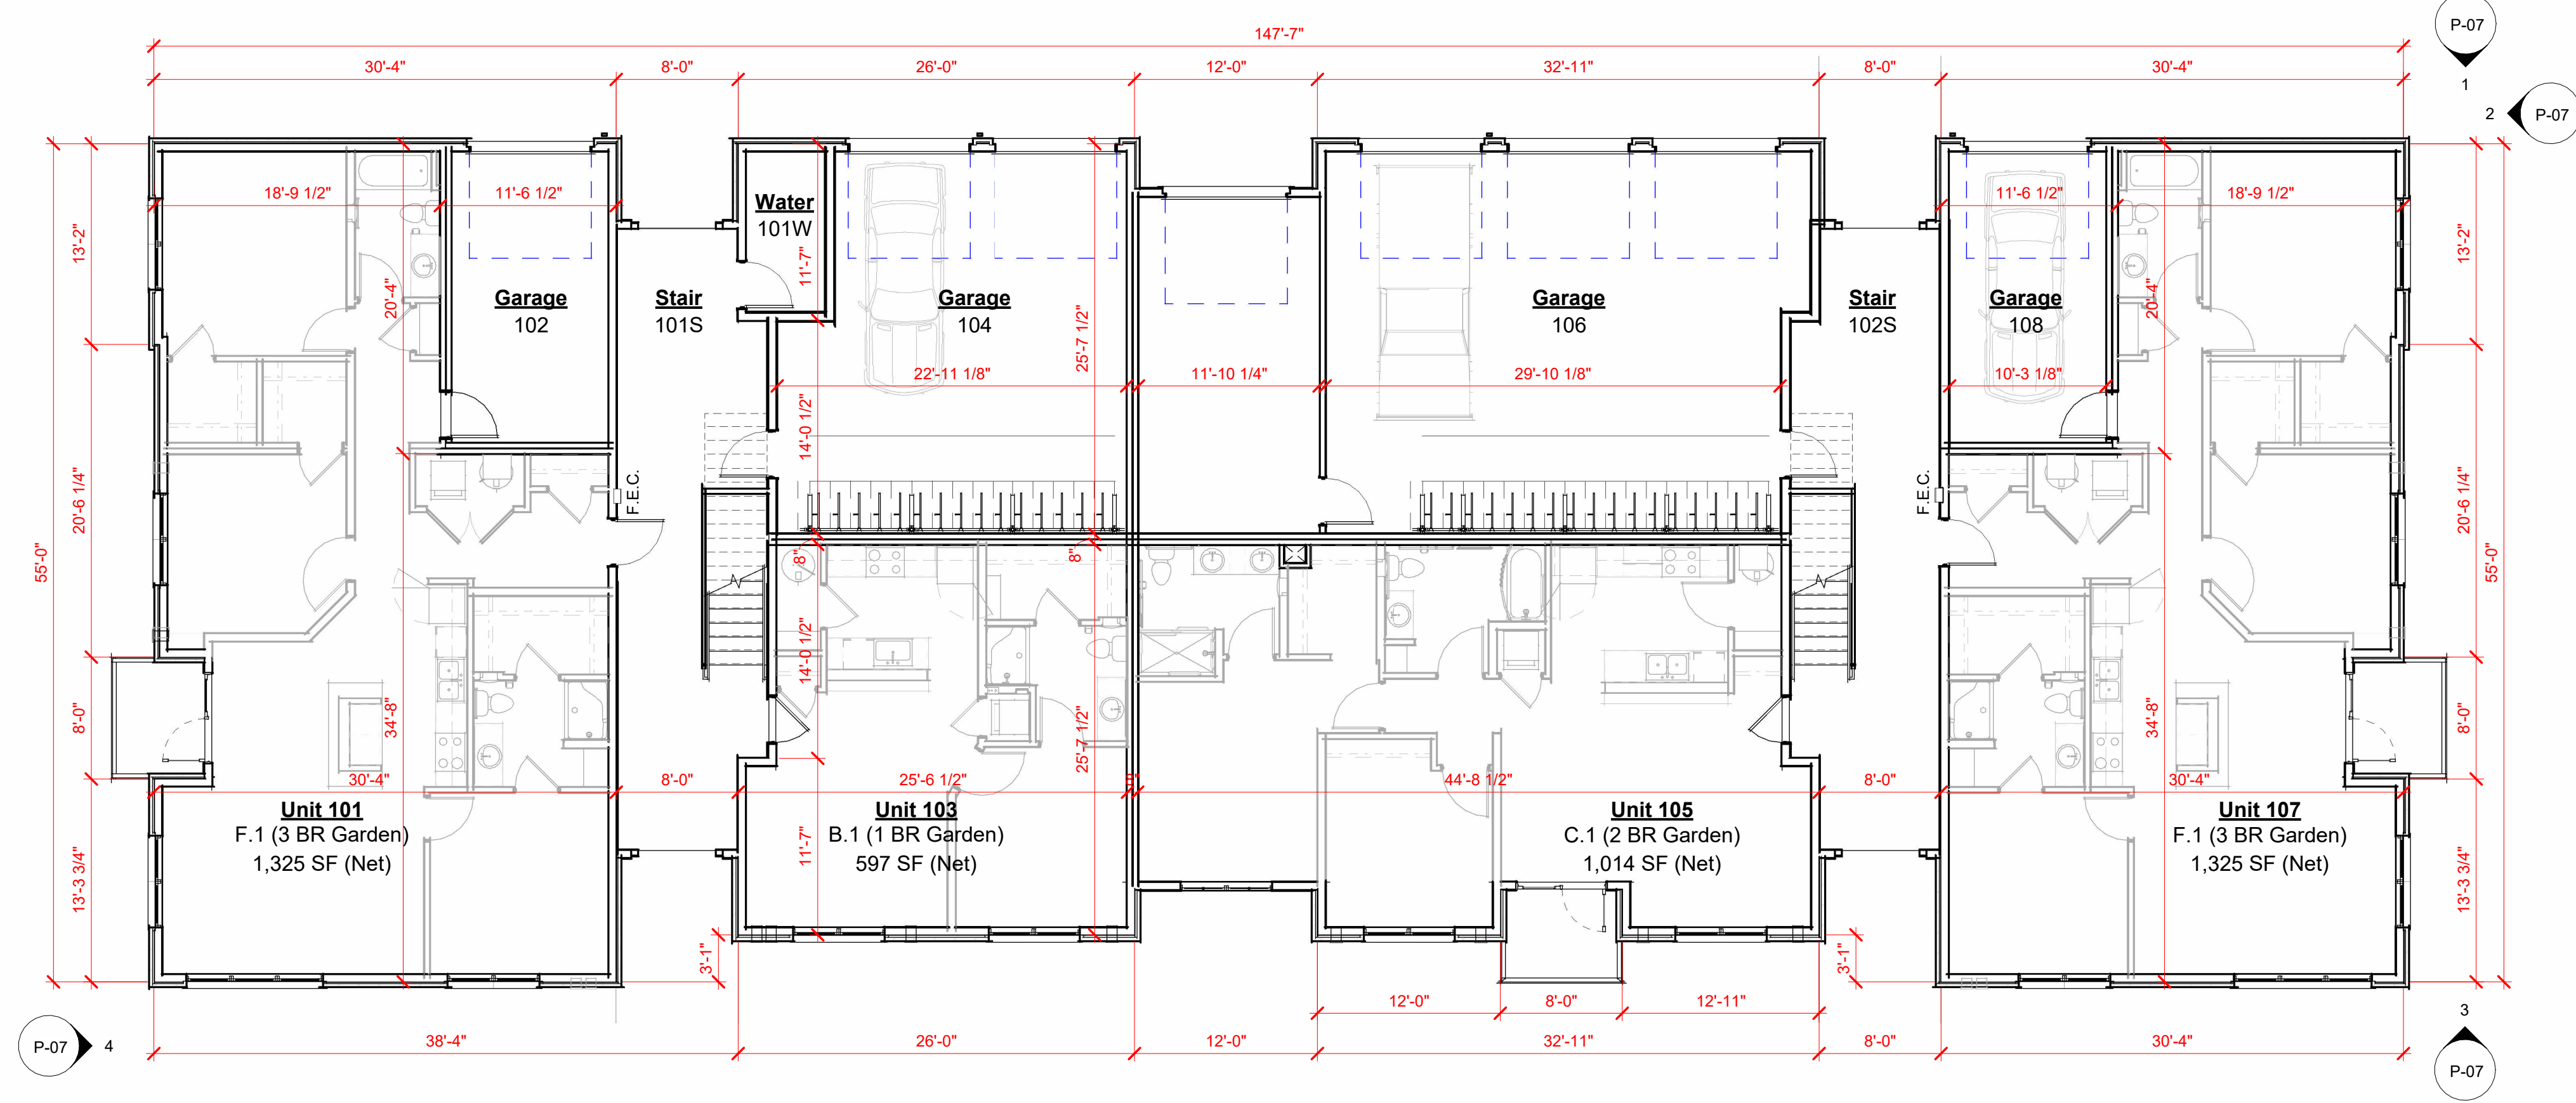 P-07
147'-7"
30'-4"
8'-0"
26'-0"
12'-0"
32'-11"
8'-0"
30'-4"
1
2
P-07
18'-9 1/2"
11'-6 1/2"
Water
101W
11'-6 1/2"
18'-9 1/2"
13'-2"
20'-4"
11'-7"
20'-4"
13'-2"
Garage
102
Stair
101S
Garage
104
Garage
106
Stair
102S
Garage
108
25'-7 1/2"
22'-11 1/8"
11'-10 1/4"
29'-10 1/8"
10'-3 1/8"
14'-0 1/2"
20'-6 1/4"
F.E.C.
F.E.C.
20'-6 1/4"
55'-0"
8"
8"
55'-0"
14'-0 1/2"
8'-0"
34'-8"
25'-7 1/2"
34'-8"
8'-0"
30'-4"
8'-0"
25'-6 1/2"
8"
44'-8 1/2"
8'-0"
30'-4"
Unit 101
F.1 (3 BR Garden)
1,325 SF (Net)
Unit 103
B.1 (1 BR Garden)
597 SF (Net)
Unit 105
C.1 (2 BR Garden)
1,014 SF (Net)
Unit 107
F.1 (3 BR Garden)
1,325 SF (Net)
13'-3 3/4"
11'-7"
13'-3 3/4"
3'-1"
3'-1"
12'-0"
8'-0"
12'-11"
3
P-07
4
38'-4"
26'-0"
12'-0"
32'-11"
8'-0"
30'-4"
P-07